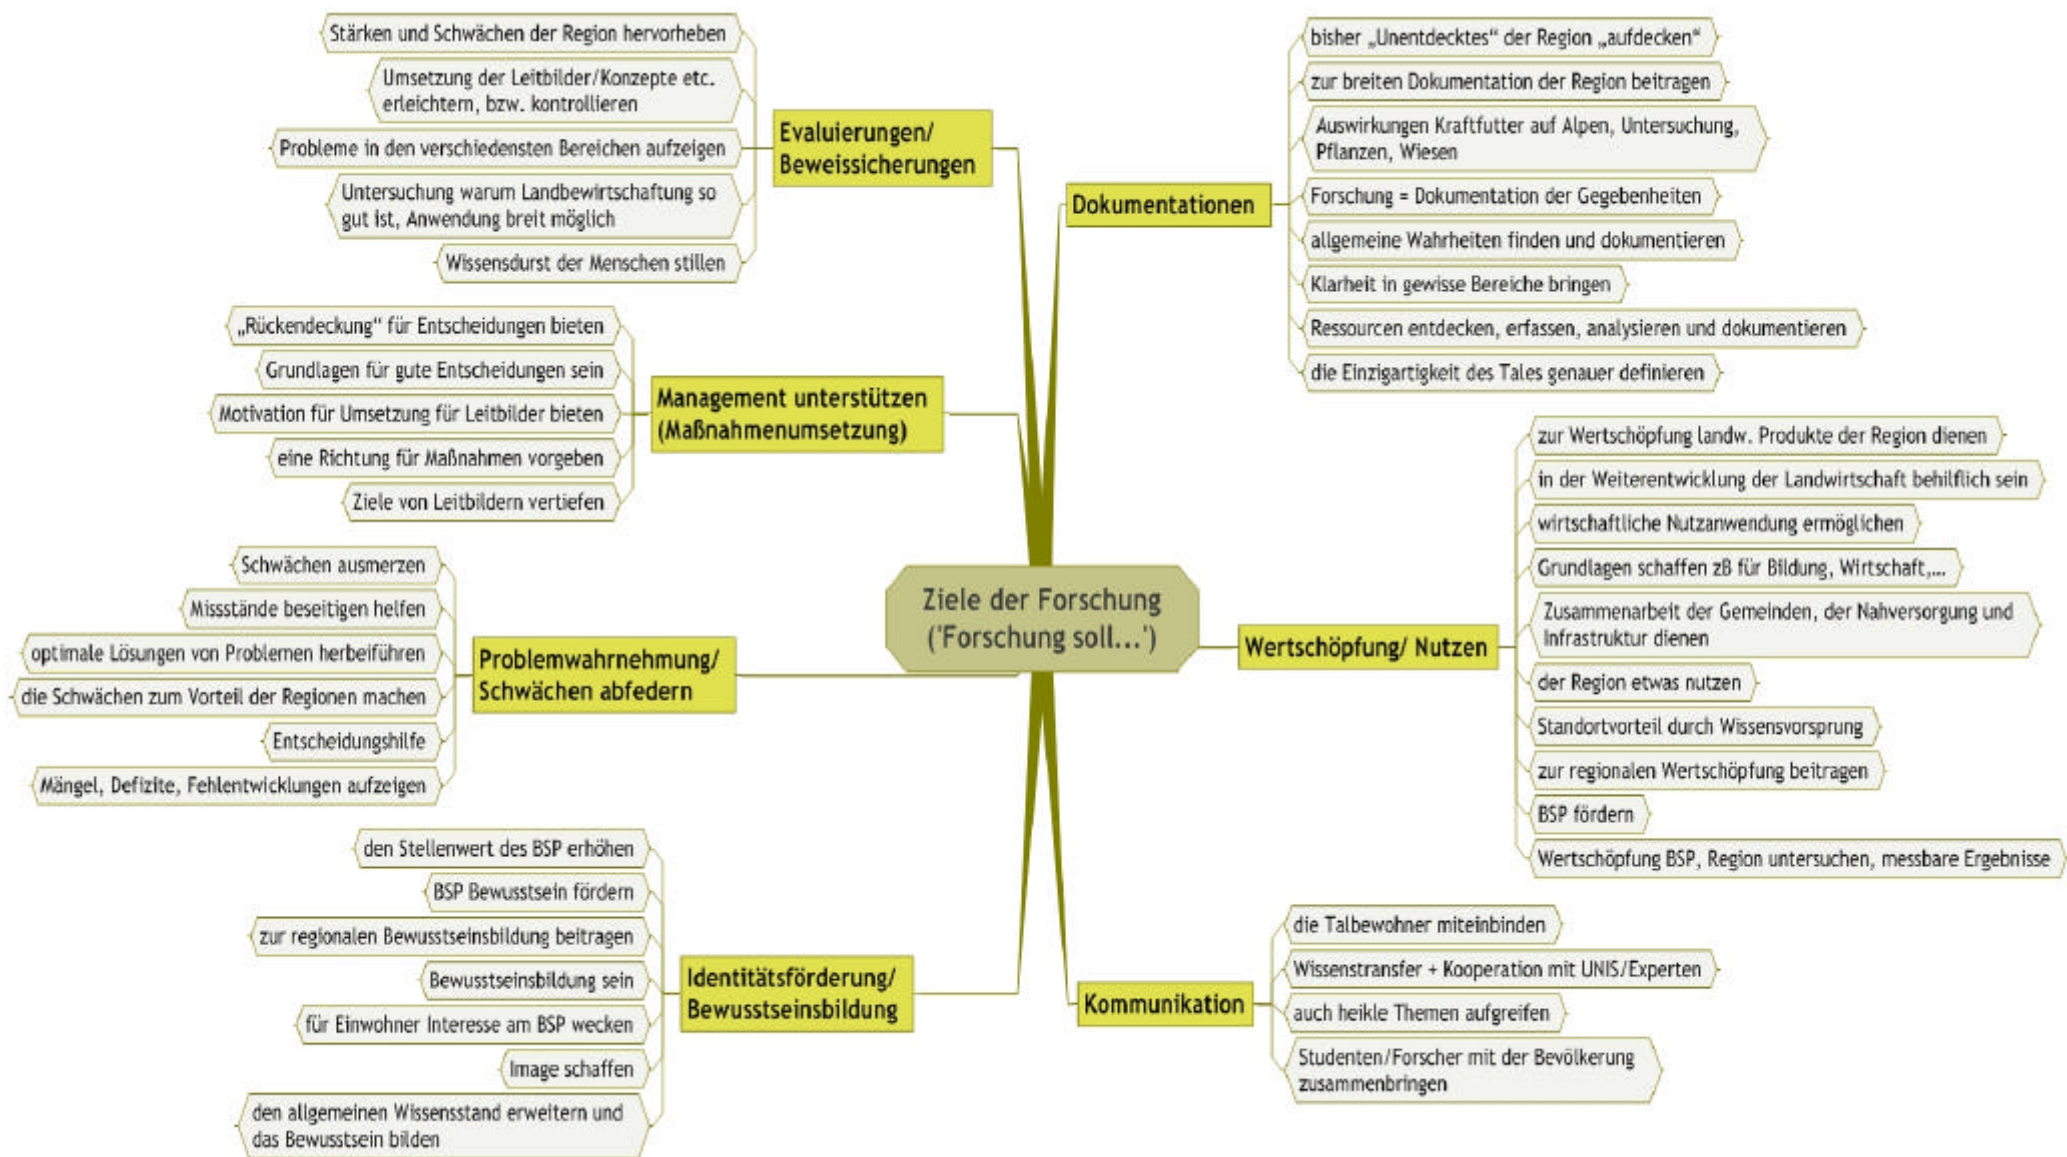 Ziele der Forschung
('Forschung soll...')
Evaluierungen/
Beweissicherungen
Stärken und Schwächen der Region hervorheben
Umsetzung der Leitbilder/Konzepte etc.
erleichtern, bzw. kontrollieren
Probleme in den verschiedensten Bereichen aufzeigen
Untersuchung warum Landbewirtschaftung so
gut ist, Anwendung breit möglich
Wissensdurst der Menschen stillen
Management unterstützen
(Maßnahmenumsetzung)
„Rückendeckung“ für Entscheidungen bieten
Grundlagen für gute Entscheidungen sein
Motivation für Umsetzung für Leitbilder bieten
eine Richtung für Maßnahmen vorgeben
Ziele von Leitbildern vertiefen
Problemwahrnehmung/
Schwächen abfedern
Schwächen ausmerzen
Missstände beseitigen helfen
optimale Lösungen von Problemen herbeiführen
die Schwächen zum Vorteil der Regionen machen
Entscheidungshilfe
Mängel, Defizite, Fehlentwicklungen aufzeigen
Identitätsförderung/
Bewusstseinsbildung
den Stellenwert des BSP erhöhen
BSP Bewusstsein fördern
zur regionalen Bewusstseinsbildung beitragen
Bewusstseinsbildung sein
für Einwohner Interesse am BSP wecken
Image schaffen
den allgemeinen Wissensstand erweitern und
das Bewusstsein bilden
Dokumentationen
bisher „Unentdecktes“ der Region „aufdecken“
zur breiten Dokumentation der Region beitragen
Auswirkungen Kraftfutter auf Alpen, Untersuchung,
Pflanzen, Wiesen
Forschung = Dokumentation der Gegebenheiten
allgemeine Wahrheiten finden und dokumentieren
Klarheit in gewisse Bereiche bringen
Ressourcen entdecken, erfassen, analysieren und dokumentieren
die Einzigartigkeit des Tales genauer definieren
Wertschöpfung/ Nutzen
zur Wertschöpfung landw. Produkte der Region dienen
in der Weiterentwicklung der Landwirtschaft behilflich sein
wirtschaftliche Nutzanwendung ermöglichen
Grundlagen schaffen zB für Bildung, Wirtschaft,...
Zusammenarbeit der Gemeinden, der Nahversorgung und
Infrastruktur dienen
der Region etwas nutzen
Standortvorteil durch Wissensvorsprung
zur regionalen Wertschöpfung beitragen
BSP fördern
Wertschöpfung BSP, Region untersuchen, messbare Ergebnisse
Kommunikation
die Talbewohner miteinbinden
Wissenstransfer + Kooperation mit UNIS/Experten
auch heikle Themen aufgreifen
Studenten/Forscher mit der Bevölkerung
zusammenbringen